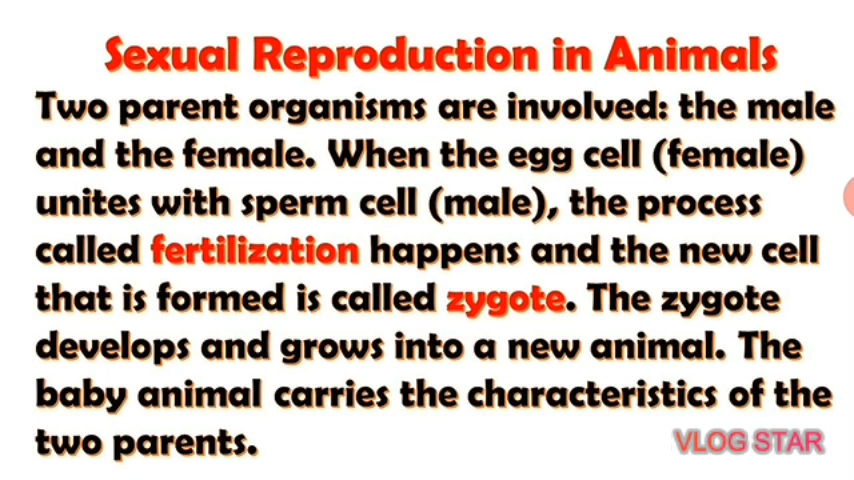 Sexual Reproduction in Animals
Two parent organisms are involved: the male
and the female. When the egg cell (female)
unites with sperm cell (male), the process
called fertilization happens and the new cell
that is formed is called zygote. The zygote
develops and grows into a new animal. The
baby animal carries the characteristics of the
two parents.
VLOG STAR